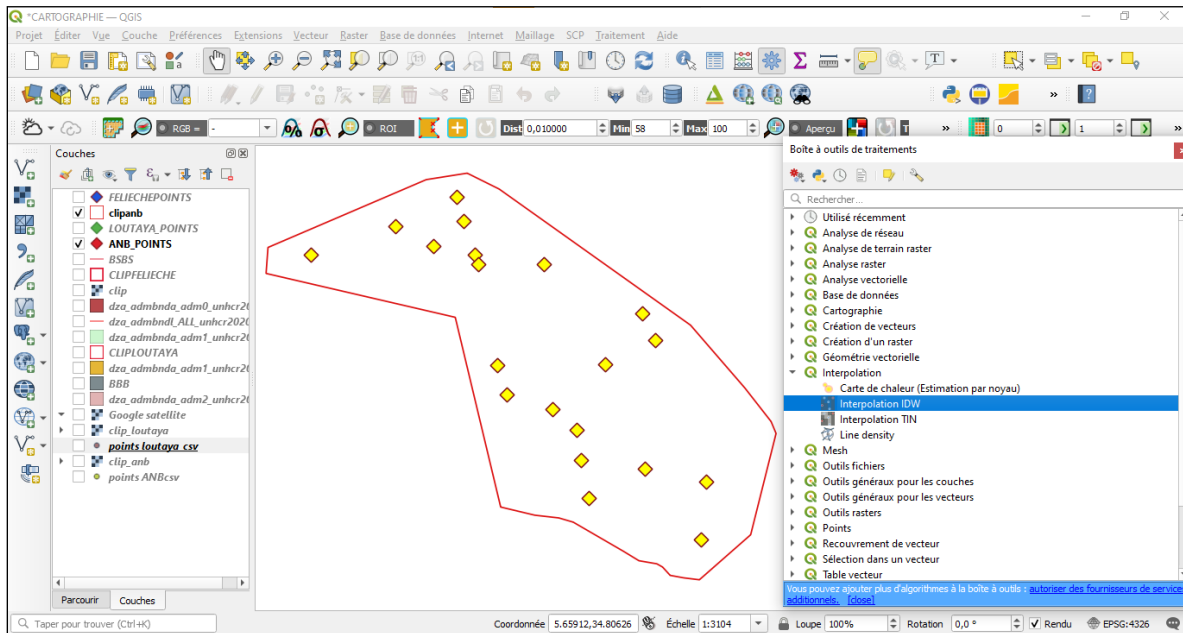 *CARTOGRAPHIE — QGIS
Projet Éditer Vue Couche Préférences Extensions Vecteur Raster Base de données Internet Maillage SCP Traitement Aide
RGB = -
ROI
Dist 0,010000
Min 58
Max 100
Aperçu
T
»
0
1
»
Couches
FELIECHEPOINTS
clipanb
LOUTAYA_POINTS
ANB_POINTS
BSBS
CLIPFELIECHE
clip
dza_admbnda_adm0_unhcr20
dza_admbndl_ALL_unhcr2020
dza_admbnda_adm1_unhcr20
CLIPLOUTAYA
dza_admbnda_adm1_unhcr20
BBB
dza_admbnda_adm2_unhcr20
Google satellite
clip_loutaya
points loutaya csv
clip_anb
points ANBcsv
Parcourir Couches
Boîte à outils de traitements
Rechercher...
Utilisé récemment
Analyse de réseau
Analyse de terrain raster
Analyse raster
Analyse vectorielle
Base de données
Cartographie
Création de vecteurs
Création d'un raster
Géométrie vectorielle
Interpolation
Carte de chaleur (Estimation par noyau)
Interpolation IDW
Interpolation TIN
Line density
Mesh
Outils fichiers
Outils généraux pour les couches
Outils généraux pour les vecteurs
Outils rasters
Points
Recouvrement de vecteur
Sélection dans un vecteur
Table vecteur
Vous pouvez ajouter plus d'algorithmes à la boîte à outils : autoriser des fournisseurs de service
additionnels. [close]
Taper pour trouver (Ctrl+K)
Coordonnée 5.65912,34.80626 Échelle 1:3104 Loupe 100% Rotation 0,0 ° Rendu EPSG:4326